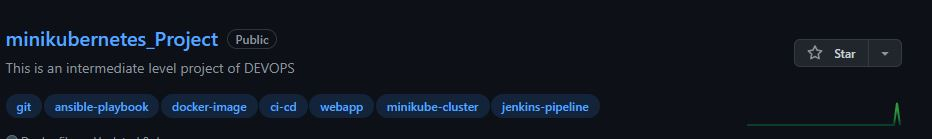 minikubernetes_Project Public
Star
This is an intermediate level project of DEVOPS
git ansible-playbook docker-image ci-cd webapp minikube-cluster jenkins-pipeline